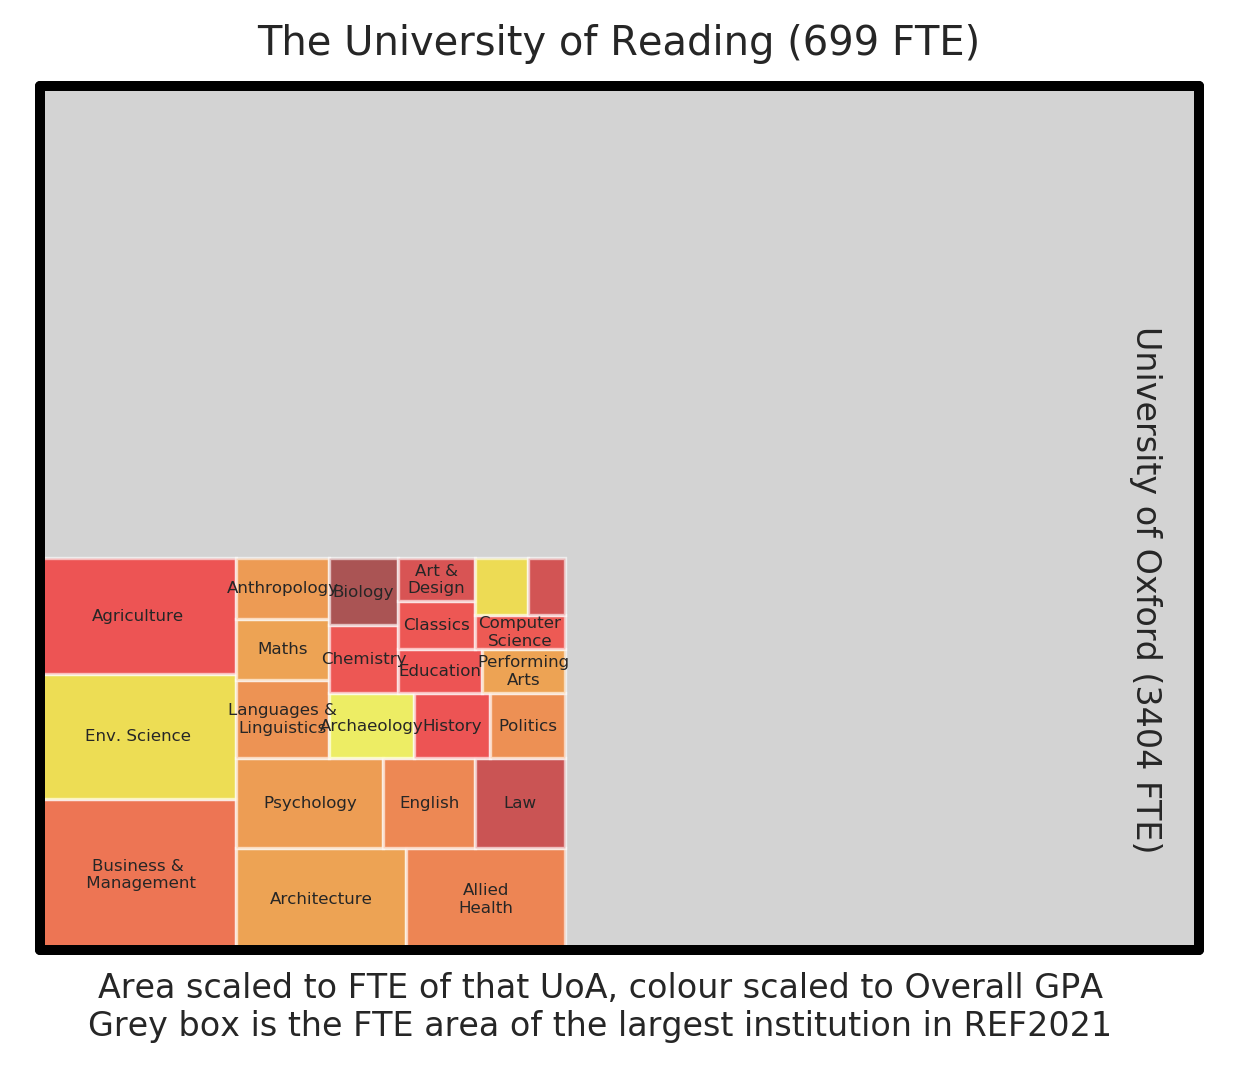 The University of Reading (699 FTE)
Agriculture
Env. Science
Business &
Management
Anthropology
Maths
Languages &
Linguistics
Biology
Chemistry
Archaeology
Art &
Design
Classics
Education
Computer
Science
Performing
Arts
History
Politics
Psychology
English
Law
Architecture
Allied
Health
University of Oxford (3404 FTE)
Area scaled to FTE of that UoA, colour scaled to Overall GPA
Grey box is the FTE area of the largest institution in REF2021